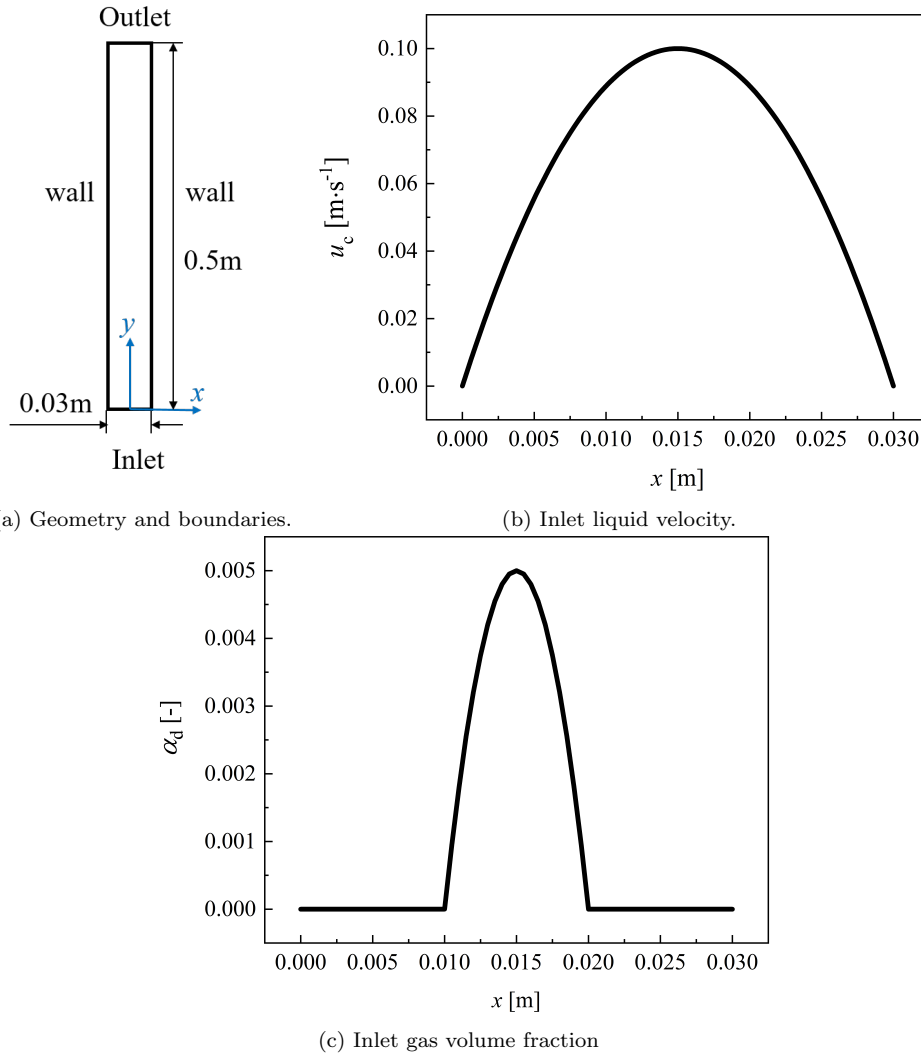 Outlet
wall
wall
0.5m
y
x
0.03m
Inlet
(a) Geometry and boundaries.
0.10
0.08
0.06
0.04
0.02
0.00
u_c [m·s⁻¹]
0.000 0.005 0.010 0.015 0.020 0.025 0.030
x [m]
(b) Inlet liquid velocity.
0.005
0.004
0.003
0.002
0.001
0.000
α_d [-]
0.000 0.005 0.010 0.015 0.020 0.025 0.030
x [m]
(c) Inlet gas volume fraction